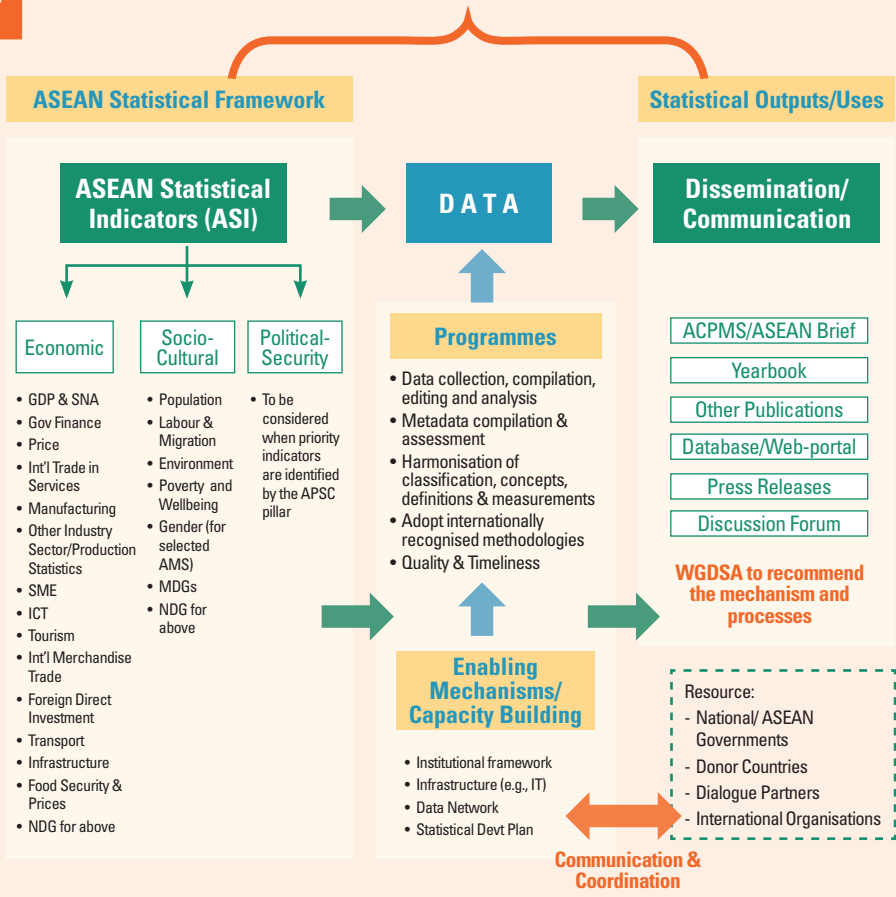 ASEAN Statistical Framework
Statistical Outputs/Uses
ASEAN Statistical
Indicators (ASI)
DATA
Dissemination/
Communication
Economic
• GDP & SNA
• Gov Finance
• Price
• Int'l Trade in
Services
• Manufacturing
• Other Industry
Sector/Production
Statistics
• SME
• ICT
• Tourism
• Int'l Merchandise
Trade
• Foreign Direct
Investment
• Transport
• Infrastructure
• Food Security &
Prices
• NDG for above
Socio-
Cultural
• Population
• Labour &
Migration
• Environment
• Poverty and
Wellbeing
• Gender (for
selected
AMS)
• MDGs
• NDG for
above
Political-
Security
• To be
considered
when priority
indicators
are identified
by the APSC
pillar
Programmes
• Data collection, compilation,
editing and analysis
• Metadata compilation &
assessment
• Harmonisation of
classification, concepts,
definitions & measurements
• Adopt internationally
recognised methodologies
• Quality & Timeliness
Enabling
Mechanisms/
Capacity Building
• Institutional framework
• Infrastructure (e.g., IT)
• Data Network
• Statistical Devt Plan
ACPMS/ASEAN Brief
Yearbook
Other Publications
Database/Web-portal
Press Releases
Discussion Forum
WGDSA to recommend
the mechanism and
processes
Resource:
- National/ ASEAN
Governments
- Donor Countries
- Dialogue Partners
- International Organisations
Communication &
Coordination